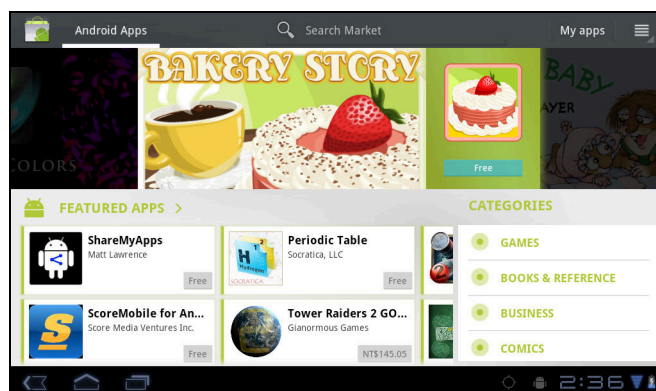 Android Apps
Search Market
My apps
BAKERY STORY
COLORS
BABY
AYER
Free
FEATURED APPS >
CATEGORIES
ShareMyApps
Matt Lawrence
Free
Periodic Table
Socratica, LLC
Free
H
Hydrogen
SOCRATICA
GAMES
BOOKS & REFERENCE
ScoreMobile for An...
Score Media Ventures Inc.
Free
S
Tower Raiders 2 GO...
Gianormous Games
NT$145.05
BUSINESS
COMICS
2:36